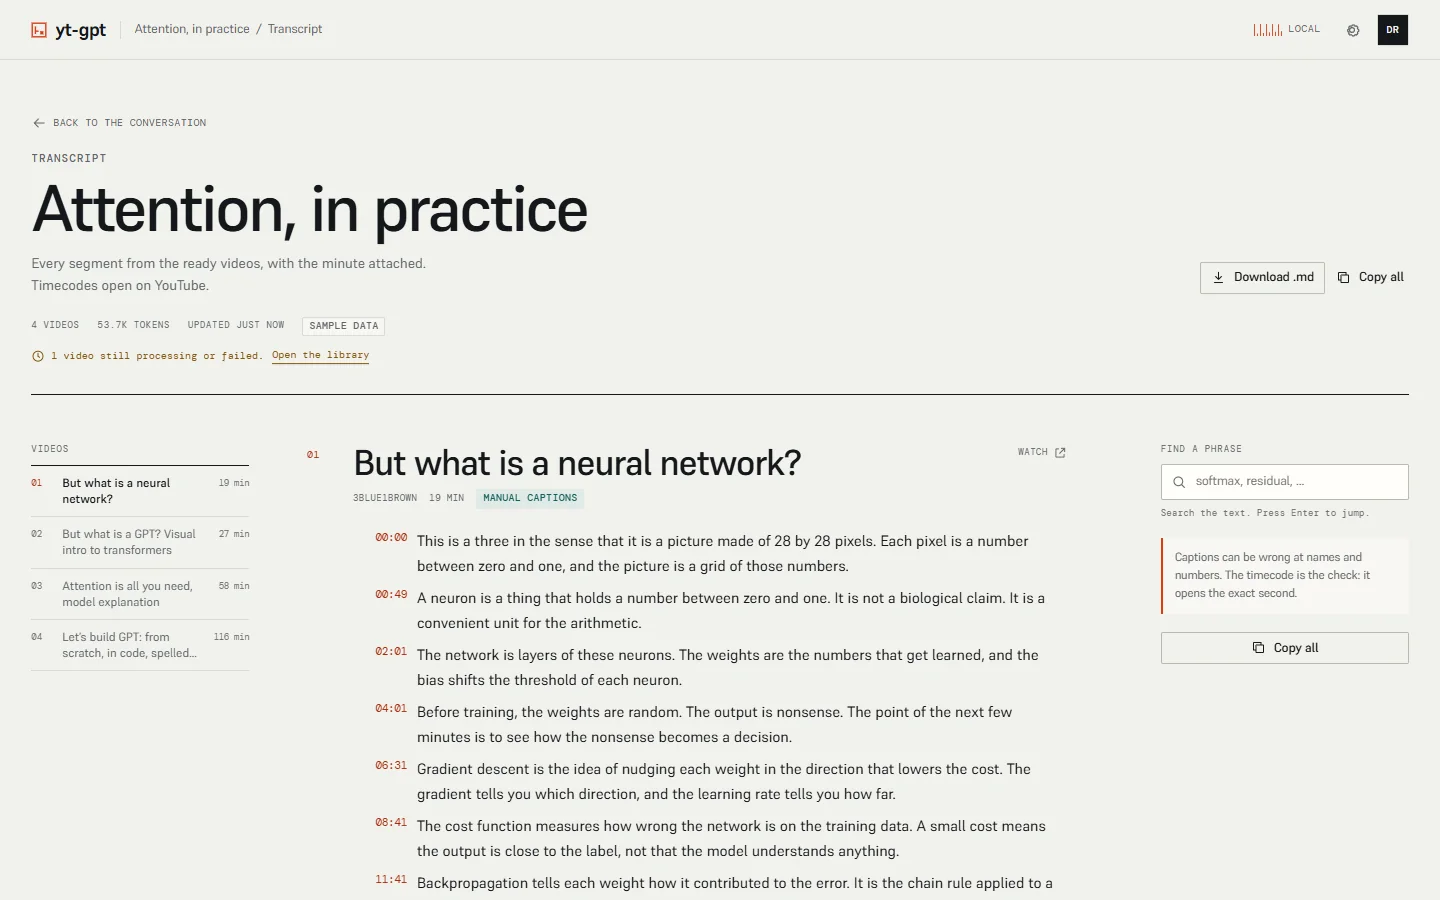 yt-gpt
Attention, in practice / Transcript
LOCAL
DR
BACK TO THE CONVERSATION
TRANSCRIPT
Attention, in practice
Every segment from the ready videos, with the minute attached.
Timecodes open on YouTube.
Download .md
Copy all
4 VIDEOS 53.7K TOKENS UPDATED JUST NOW SAMPLE DATA
1 video still processing or failed. Open the library
VIDEOS
01 But what is a neural network? 19 min
02 But what is a GPT? Visual intro to transformers 27 min
03 Attention is all you need, model explanation 58 min
04 Let's build GPT: from scratch, in code, spelled... 116 min
01 But what is a neural network?
WATCH
3BLUE1BROWN 19 MIN MANUAL CAPTIONS
00:00 This is a three in the sense that it is a picture made of 28 by 28 pixels. Each pixel is a number
between zero and one, and the picture is a grid of those numbers.
00:49 A neuron is a thing that holds a number between zero and one. It is not a biological claim. It is a
convenient unit for the arithmetic.
02:01 The network is layers of these neurons. The weights are the numbers that get learned, and the
bias shifts the threshold of each neuron.
04:01 Before training, the weights are random. The output is nonsense. The point of the next few
minutes is to see how the nonsense becomes a decision.
06:31 Gradient descent is the idea of nudging each weight in the direction that lowers the cost. The
gradient tells you which direction, and the learning rate tells you how far.
08:41 The cost function measures how wrong the network is on the training data. A small cost means
the output is close to the label, not that the model understands anything.
11:41 Backpropagation tells each weight how it contributed to the error. It is the chain rule applied to a
FIND A PHRASE
softmax, residual, …
Search the text. Press Enter to jump.
Captions can be wrong at names and
numbers. The timecode is the check: it
opens the exact second.
Copy all